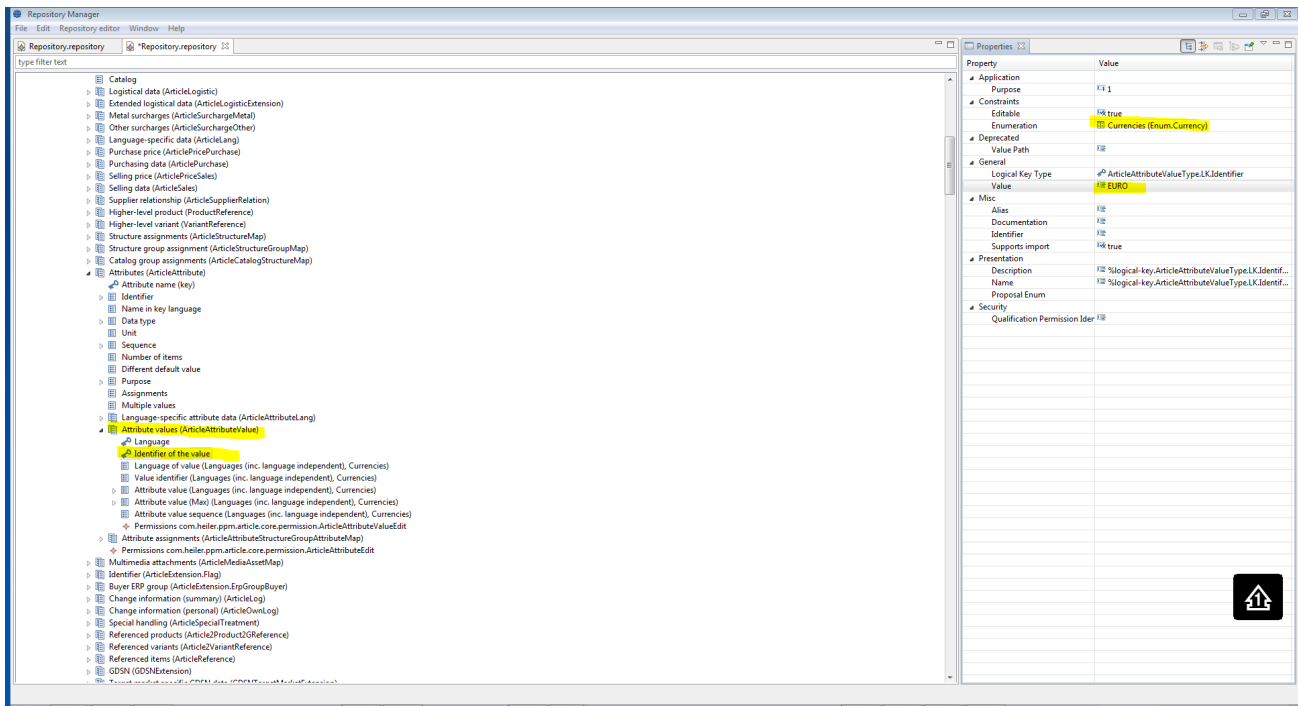 Repository Manager
File Edit Repository editor Window Help
Repository.repository *Repository.repository
type filter text
Catalog
Logistical data (ArticleLogistic)
Extended logistical data (ArticleLogisticExtension)
Metal surcharges (ArticleSurchargeMetal)
Other surcharges (ArticleSurchargeOther)
Language-specific data (ArticleLang)
Purchase price (ArticlePricePurchase)
Purchasing data (ArticlePurchase)
Selling price (ArticlePriceSales)
Selling data (ArticleSales)
Supplier relationship (ArticleSupplierRelation)
Higher-level product (ProductReference)
Higher-level variant (VariantReference)
Structure assignments (ArticleStructureMap)
Structure group assignment (ArticleStructureGroupMap)
Catalog group assignments (ArticleCatalogStructureMap)
Attributes (ArticleAttribute)
Attribute name (key)
Identifier
Name in key language
Data type
Unit
Sequence
Number of items
Different default value
Purpose
Assignments
Multiple values
Language-specific attribute data (ArticleAttributeLang)
Attribute values (ArticleAttributeValue)
Language
Identifier of the value
Language of value (Languages (inc. language independent), Currencies)
Value identifier (Languages (inc. language independent), Currencies)
Attribute value (Languages (inc. language independent), Currencies)
Attribute value (Max) (Languages (inc. language independent), Currencies)
Attribute value sequence (Languages (inc. language independent), Currencies)
Permissions com.heiler.ppm.article.core.permission.ArticleAttributeValueEdit
Attribute assignments (ArticleAttributeStructureGroupAttributeMap)
Permissions com.heiler.ppm.article.core.permission.ArticleAttributeEdit
Multimedia attachments (ArticleMediaAssetMap)
Identifier (ArticleExtension.Flag)
Buyer ERP group (ArticleExtension.ErpGroupBuyer)
Change information (summary) (ArticleLog)
Change information (personal) (ArticleOwnLog)
Special handling (ArticleSpecialTreatment)
Referenced products (Article2Product2GReference)
Referenced variants (Article2VariantReference)
Referenced items (ArticleReference)
GDSN (GDSNExtension)
Target market specific GDSN data (GDSNTargetMarketExtension)
Properties
Property Value
Application
Purpose 1
Constraints
Editable true
Enumeration Currencies (Enum.Currency)
Deprecated
Value Path
General
Logical Key Type ArticleAttributeValueType.LK.Identifier
Value EURO
Misc
Alias
Documentation
Identifier
Supports import true
Presentation
Description %logical-key.ArticleAttributeValueType.LK.Identif...
Name %logical-key.ArticleAttributeValueType.LK.Identif...
Proposal Enum
Security
Qualification Permission Ider
1